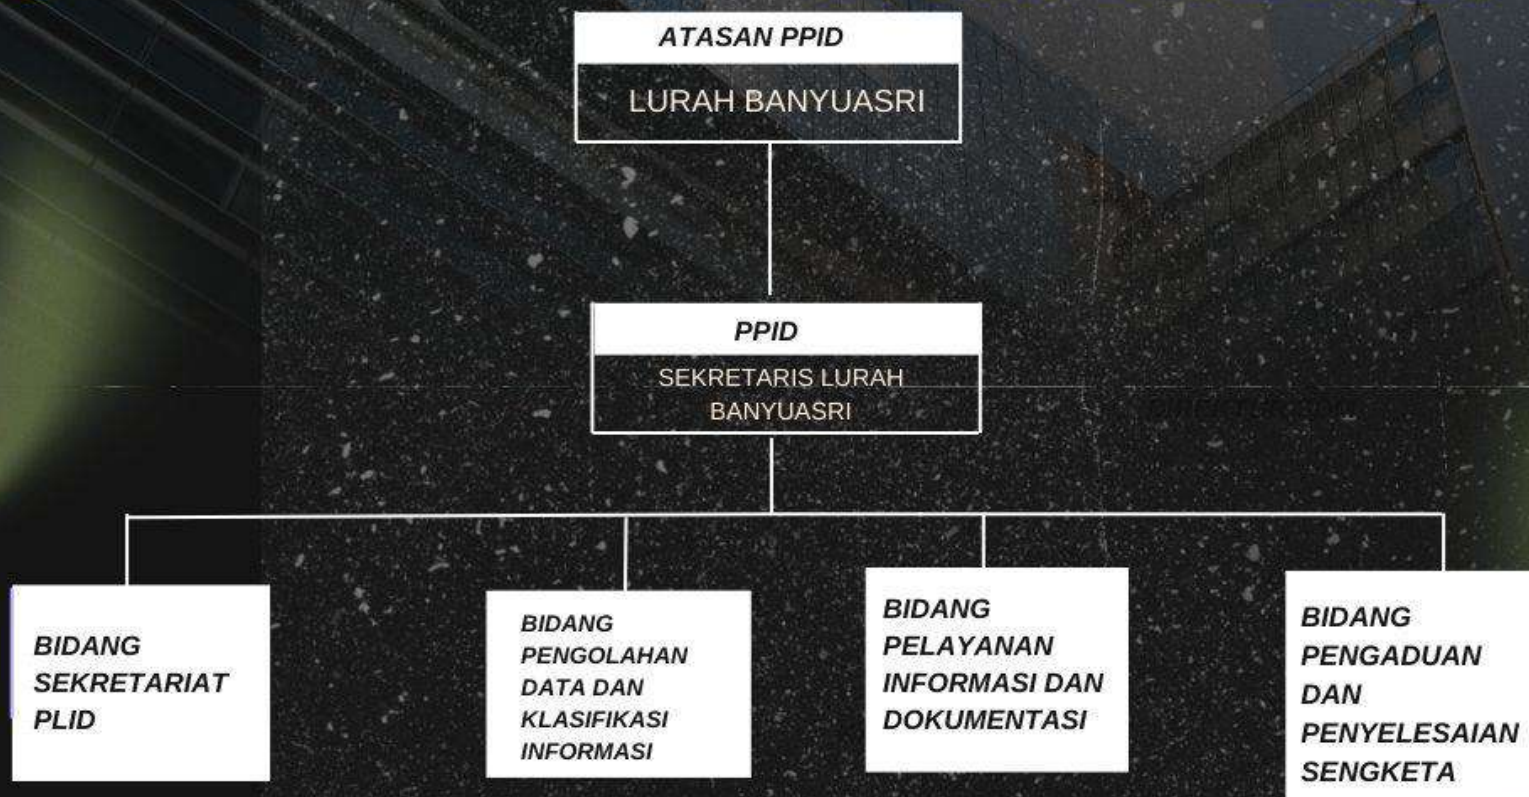 ATASAN PPID
LURAH BANYUASRI
PPID
SEKRETARIS LURAH
BANYUASRI
BIDANG
SEKRETARIAT
PLID
BIDANG
PENGOLAHAN
DATA DAN
KLASIFIKASI
INFORMASI
BIDANG
PELAYANAN
INFORMASI DAN
DOKUMENTASI
BIDANG
PENGADUAN
DAN
PENYELESAIAN
SENGKETA